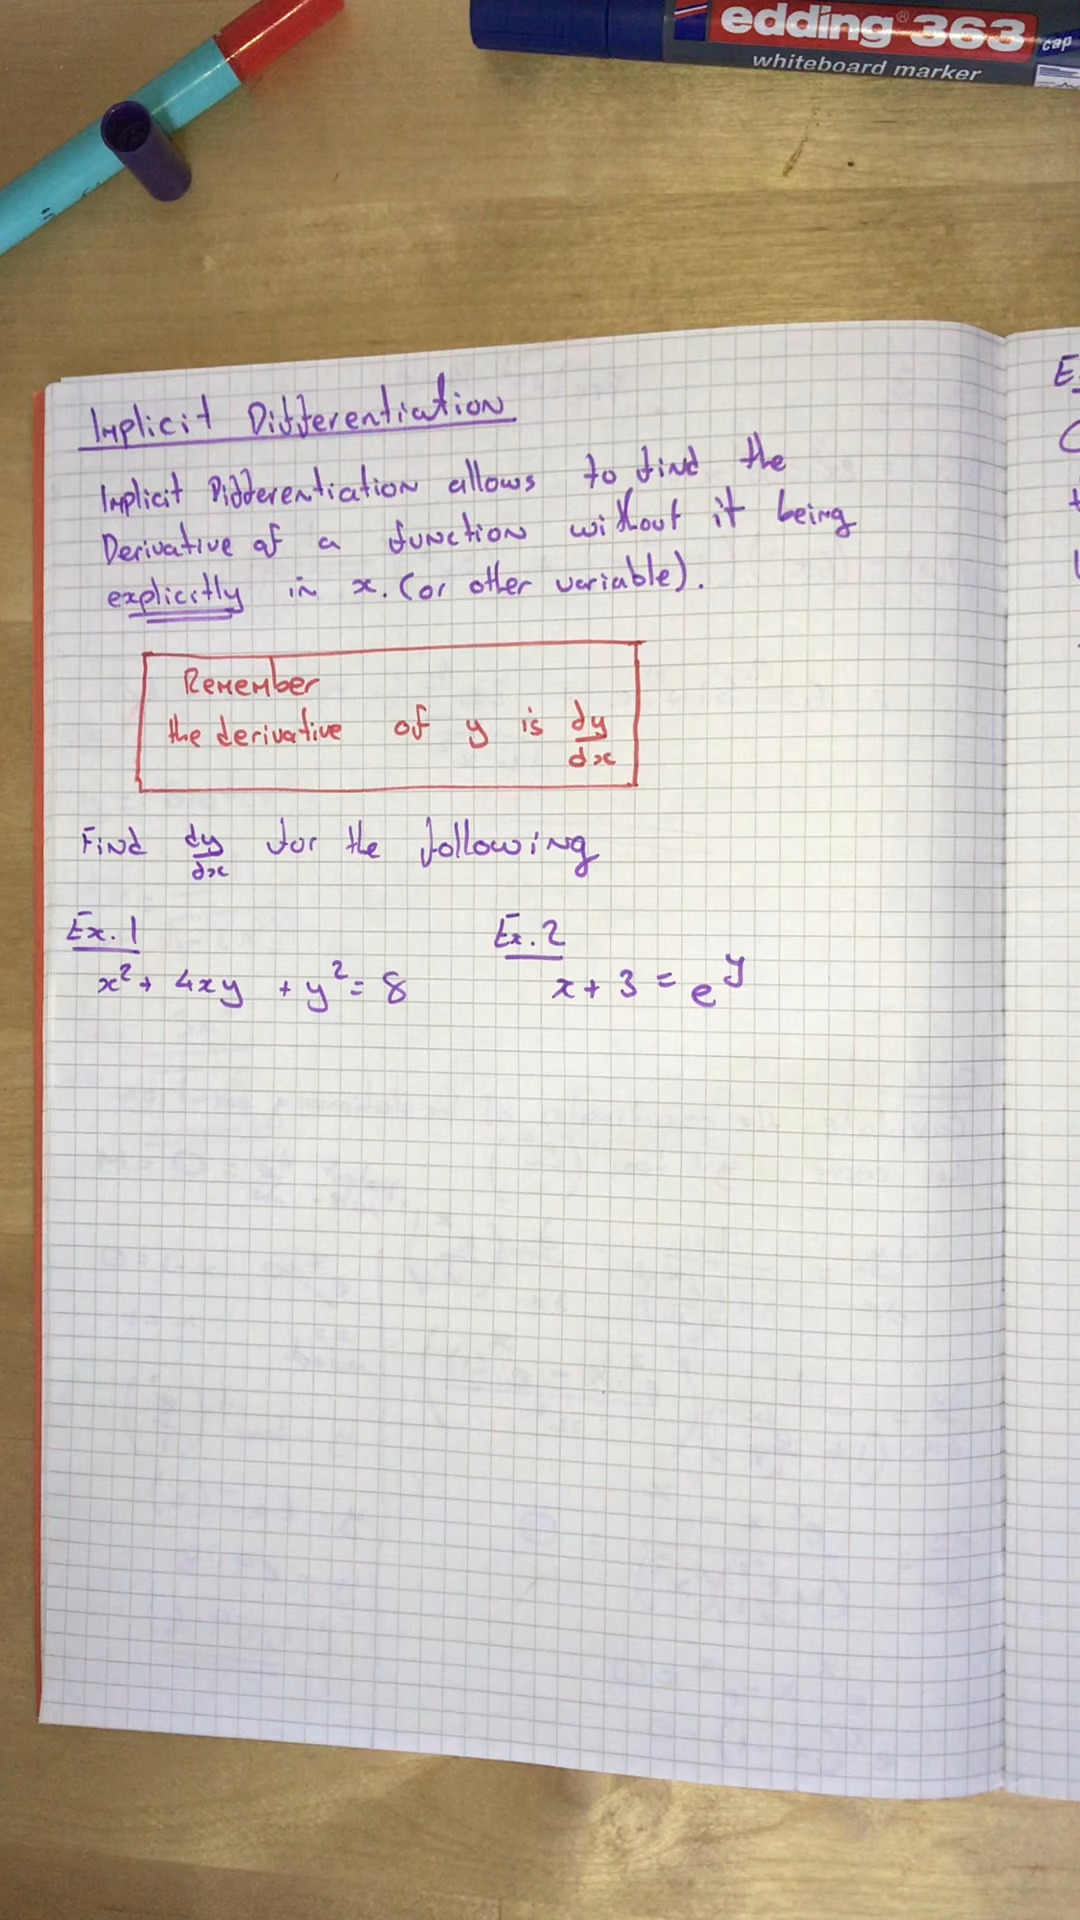 edding® 363
cap
whiteboard marker
Implicit Differentiation
Implicit Differentiation allows to find the
Derivative of a function without it being
explicitly in x. (or other variable).
Remember
the derivative of y is dy/dx
Find dy/dx for the following
Ex. 1
x² + 4xy + y² = 8
Ex. 2
x + 3 = e^y